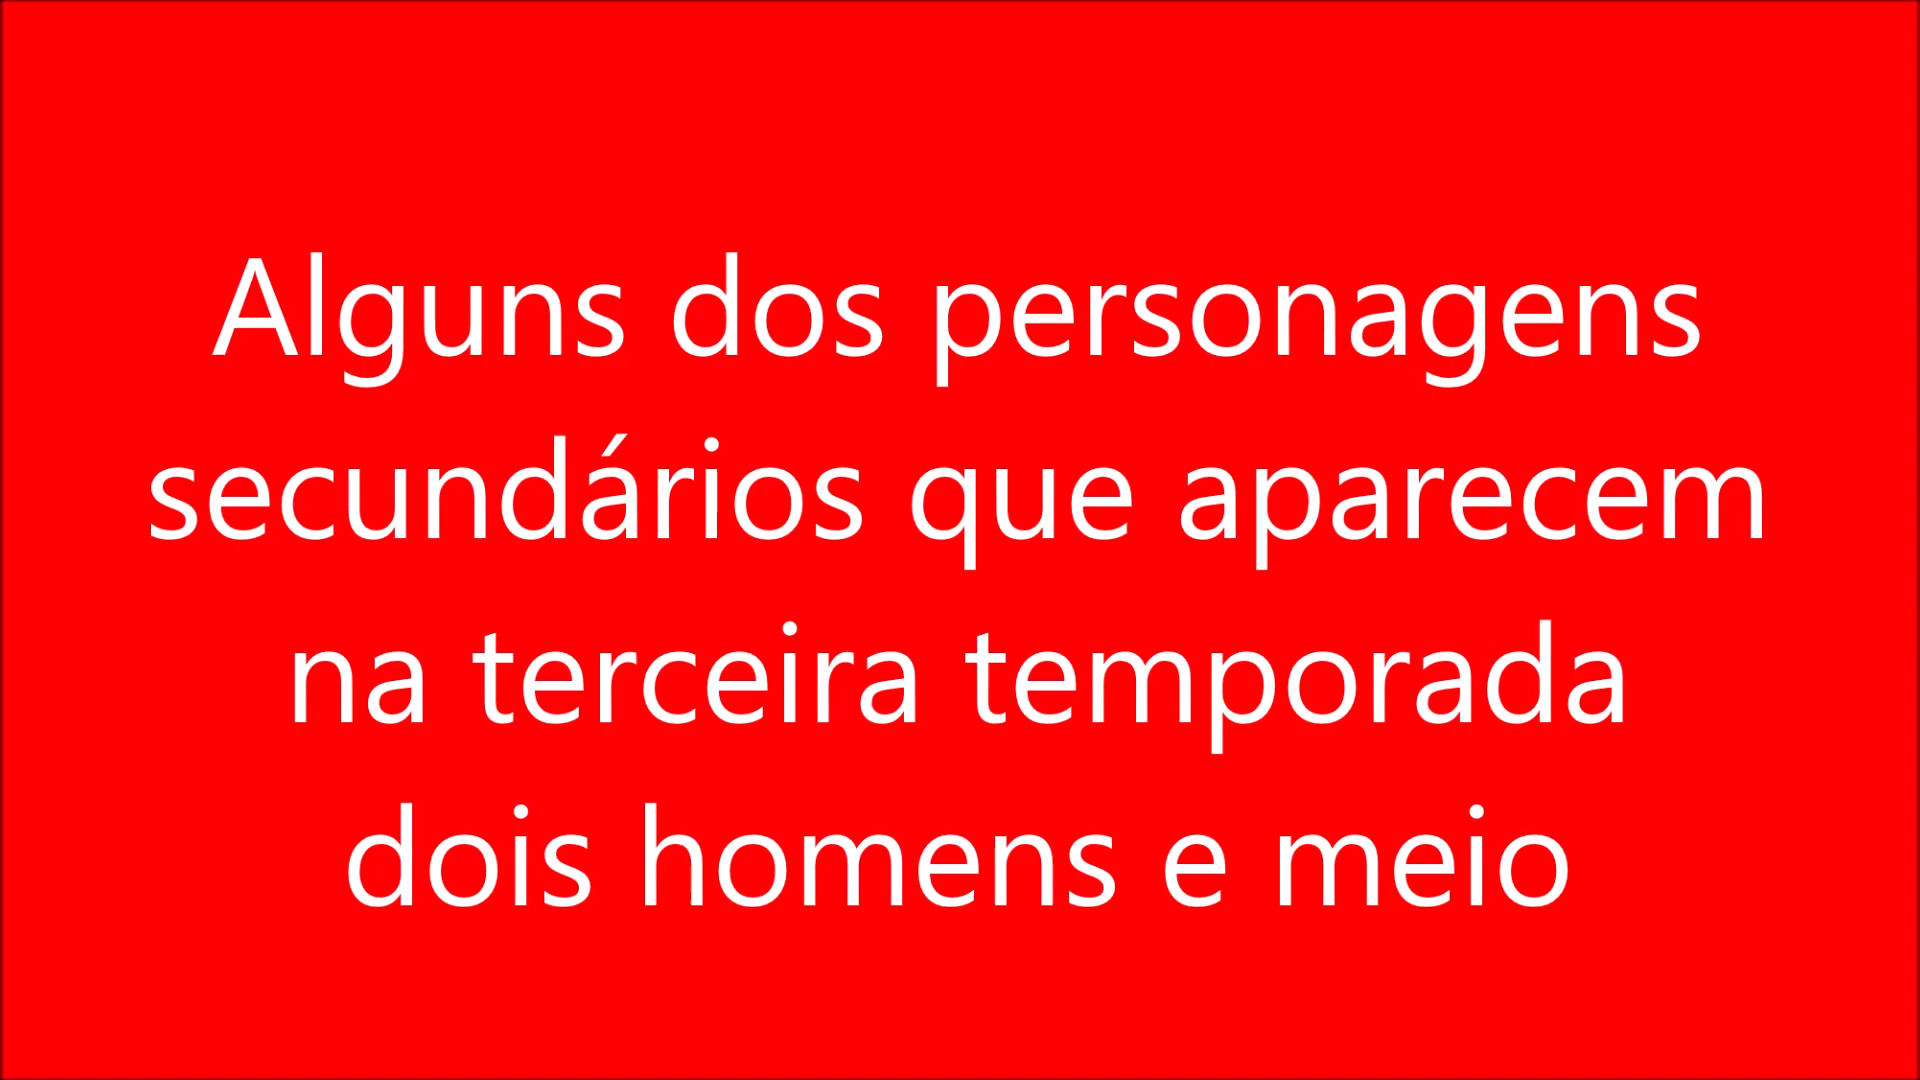 Alguns dos personagens
secundários que aparecem
na terceira temporada
dois homens e meio